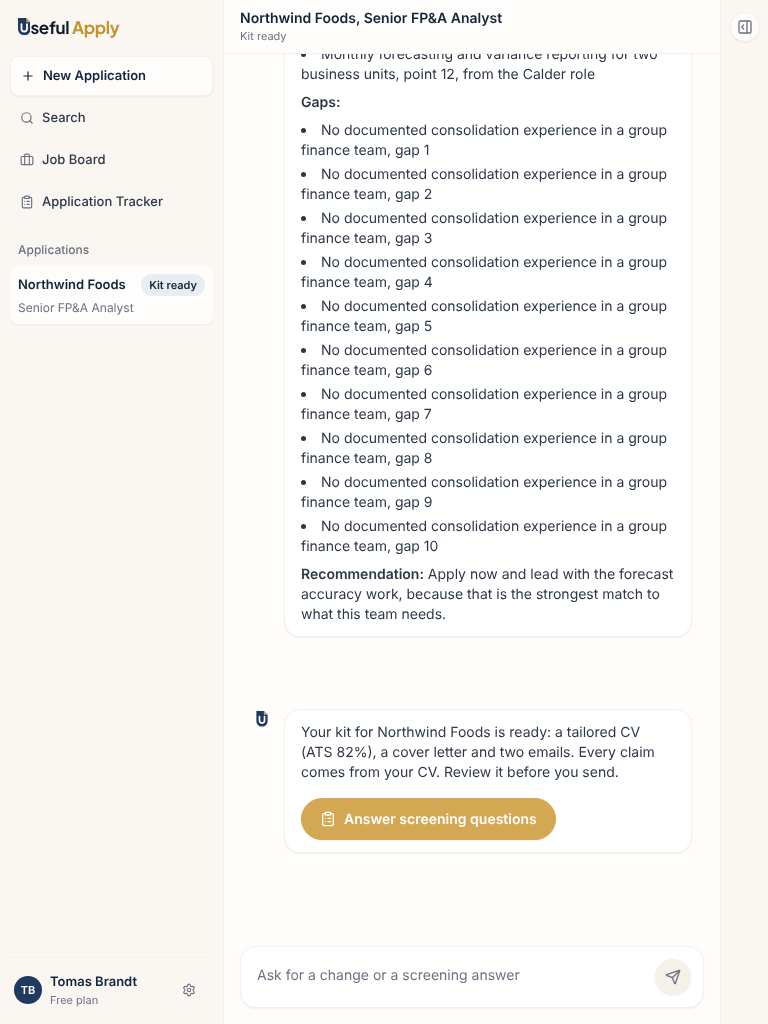 Useful Apply
New Application
Search
Job Board
Application Tracker
Applications
Northwind Foods
Kit ready
Senior FP&A Analyst
TB
Tomas Brandt
Free plan
Northwind Foods, Senior FP&A Analyst
Kit ready
• Monthly forecasting and variance reporting for two
business units, point 12, from the Calder role
Gaps:
• No documented consolidation experience in a group
finance team, gap 1
• No documented consolidation experience in a group
finance team, gap 2
• No documented consolidation experience in a group
finance team, gap 3
• No documented consolidation experience in a group
finance team, gap 4
• No documented consolidation experience in a group
finance team, gap 5
• No documented consolidation experience in a group
finance team, gap 6
• No documented consolidation experience in a group
finance team, gap 7
• No documented consolidation experience in a group
finance team, gap 8
• No documented consolidation experience in a group
finance team, gap 9
• No documented consolidation experience in a group
finance team, gap 10
Recommendation: Apply now and lead with the forecast
accuracy work, because that is the strongest match to
what this team needs.
U
Your kit for Northwind Foods is ready: a tailored CV
(ATS 82%), a cover letter and two emails. Every claim
comes from your CV. Review it before you send.
Answer screening questions
Ask for a change or a screening answer